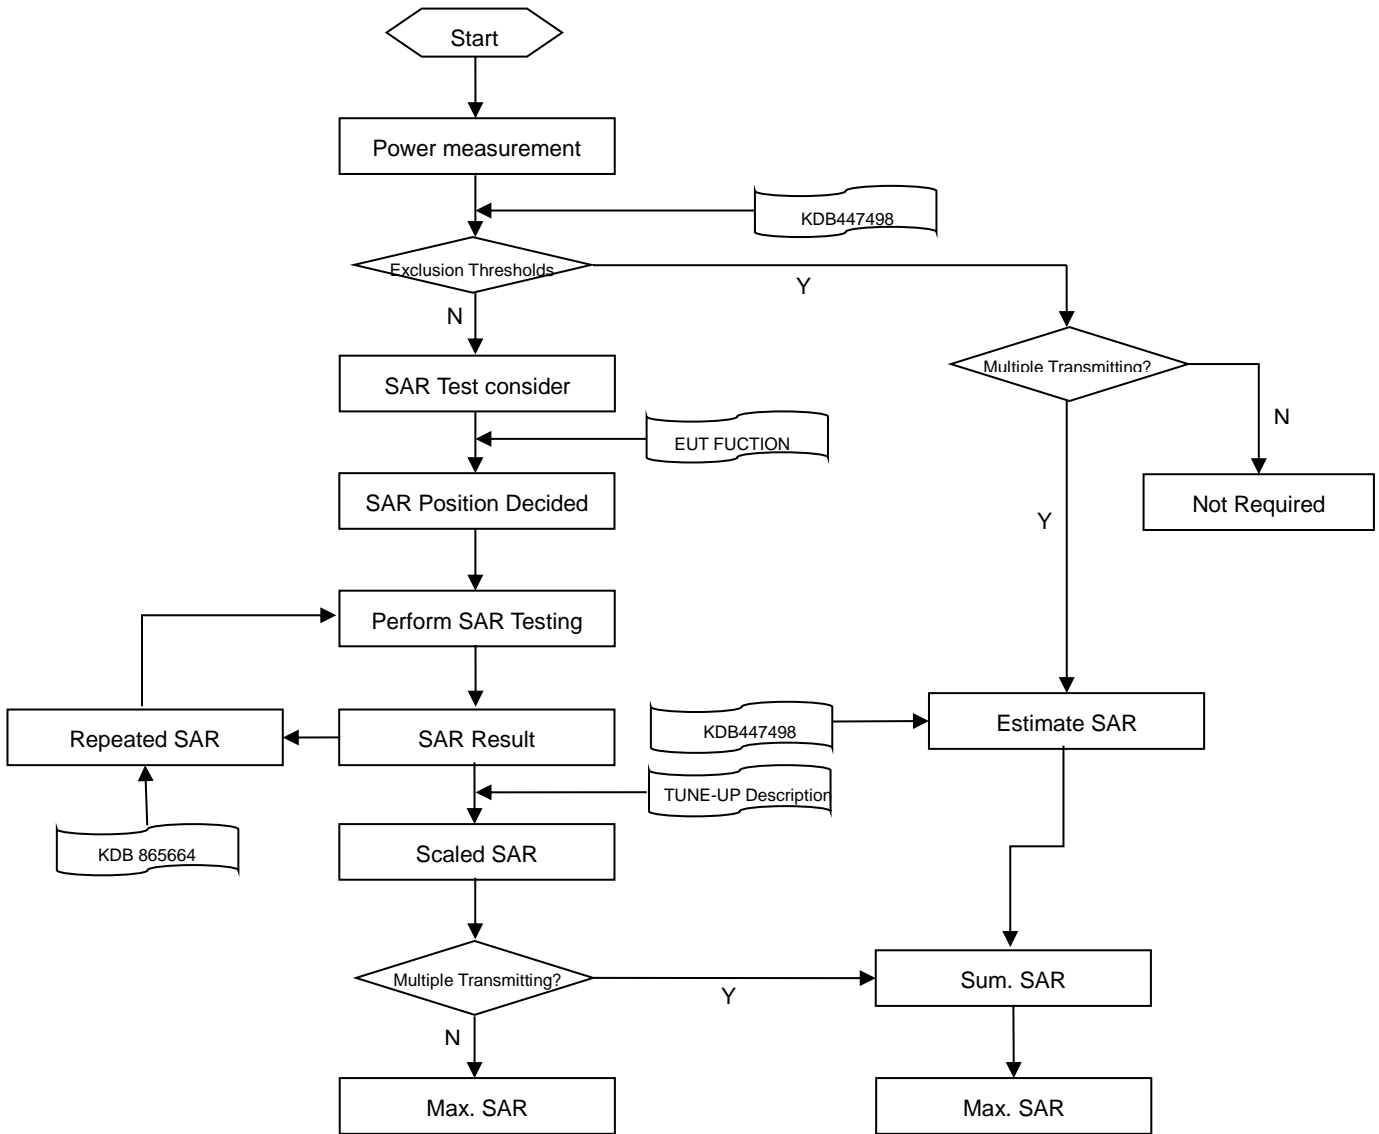 Start
Power measurement
KDB447498
Exclusion Thresholds
Y
N
Multiple Transmitting?
SAR Test consider
N
EUT FUCTION
SAR Position Decided
Not Required
Y
Perform SAR Testing
Repeated SAR
SAR Result
KDB447498
Estimate SAR
TUNE-UP Description
KDB 865664
Scaled SAR
Multiple Transmitting?
Y
Sum. SAR
N
Max. SAR
Max. SAR